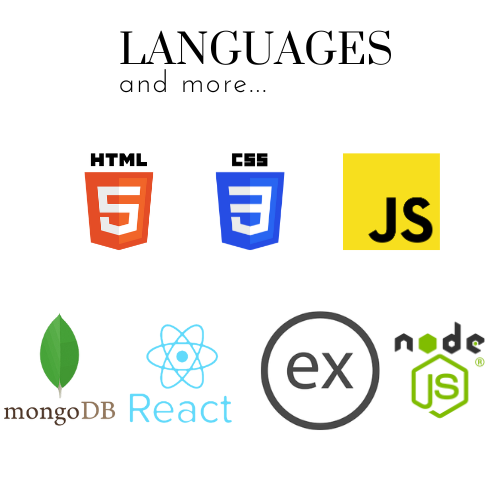 LANGUAGES
and more...
HTML
5
CSS
3
JS
mongoDB
React
ex
node
JS
®